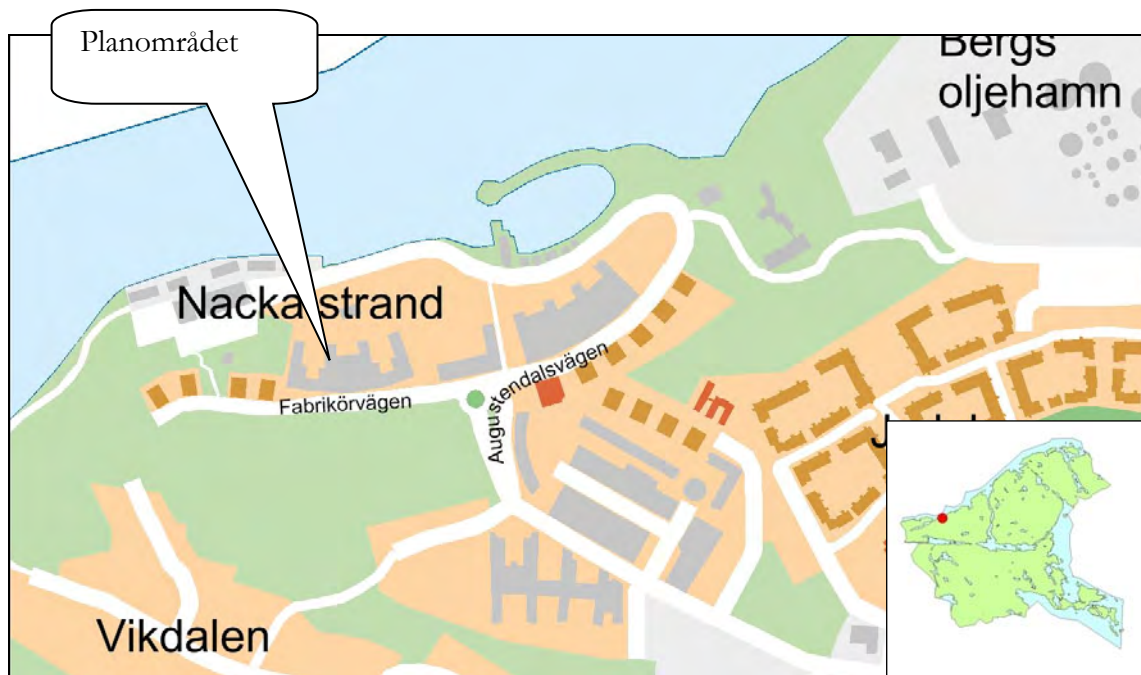 Planområdet
Bergs
oljehamn
Nacka strand
Fabrikörvägen
Augustendalsvägen
Vikdalen